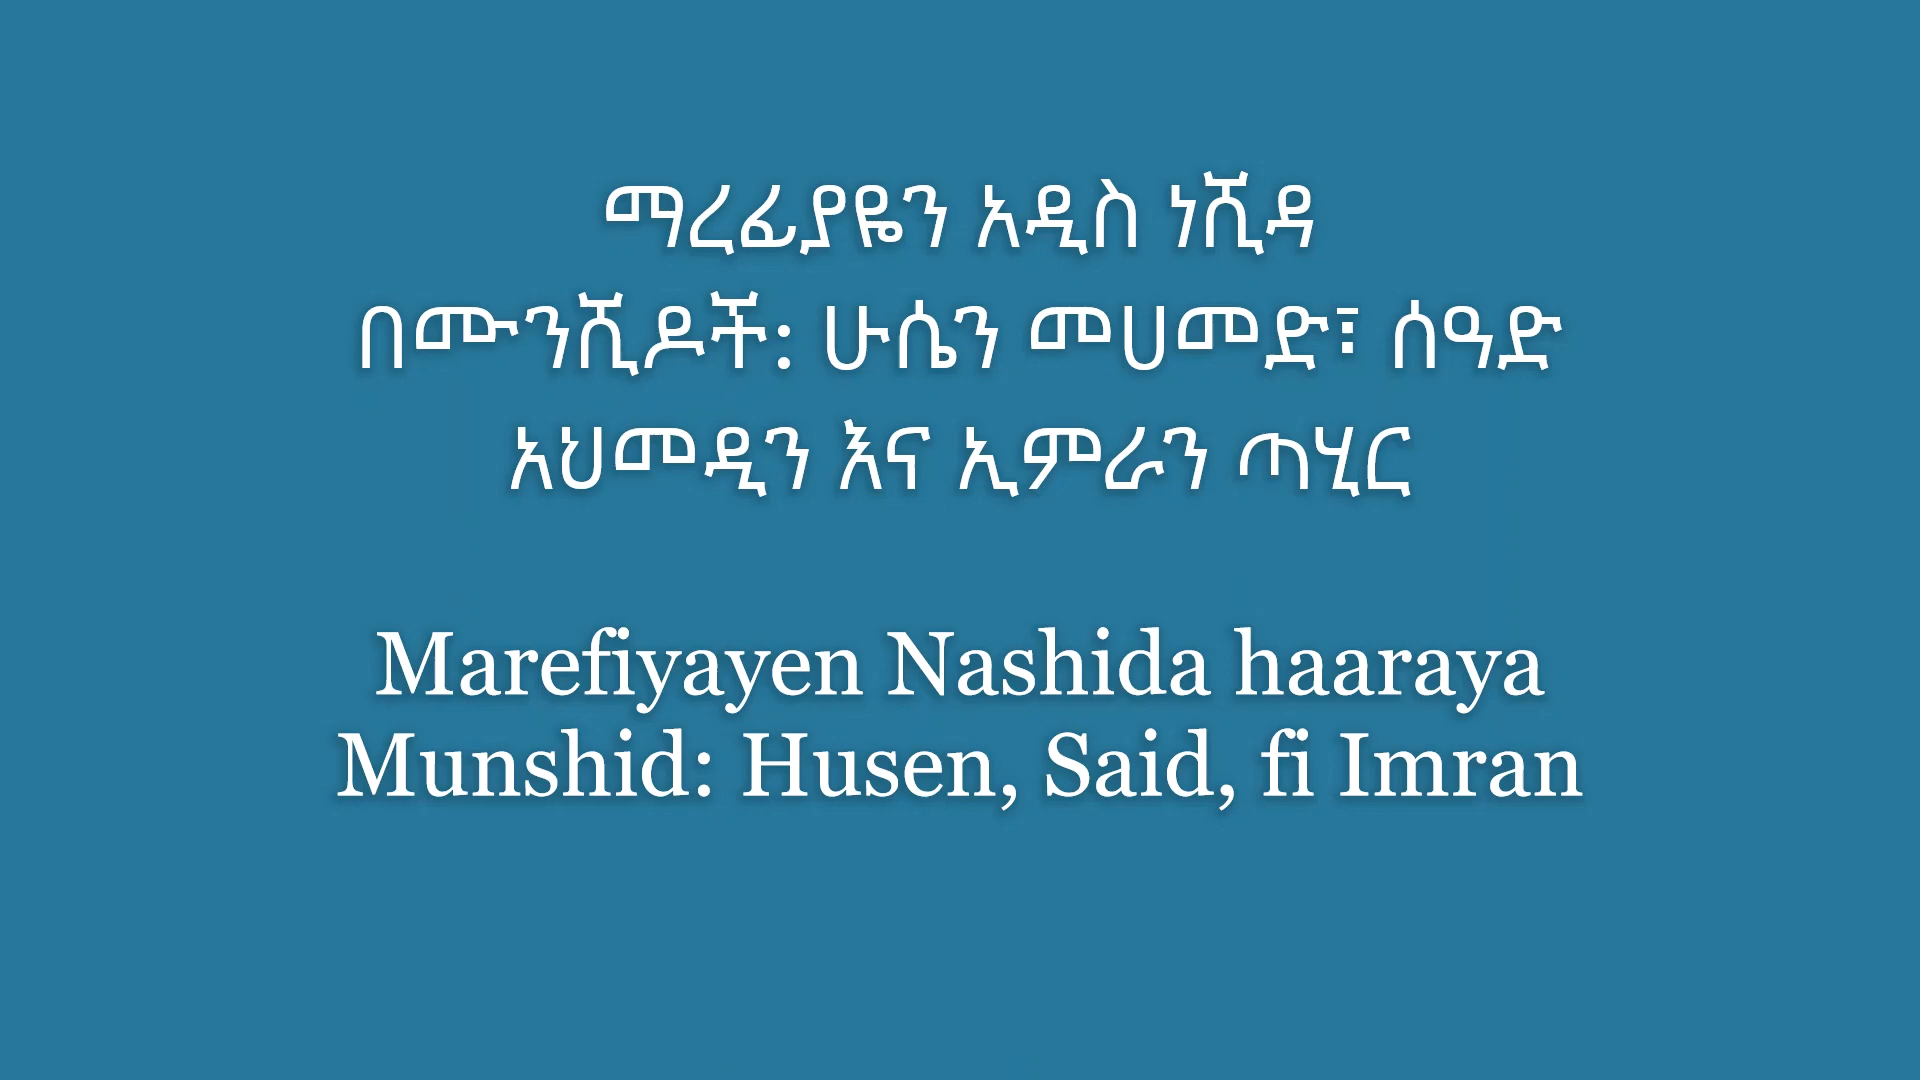 ማረፊያዬን አዲስ ነሺዳ
በሙንሺዶች: ሁሴን መሀመድ፣ ሰዓድ
አህመዲን እና ኢምራን ጣሂር
Marefiyayen Nashida haaraya
Munshid: Husen, Said, fi Imran